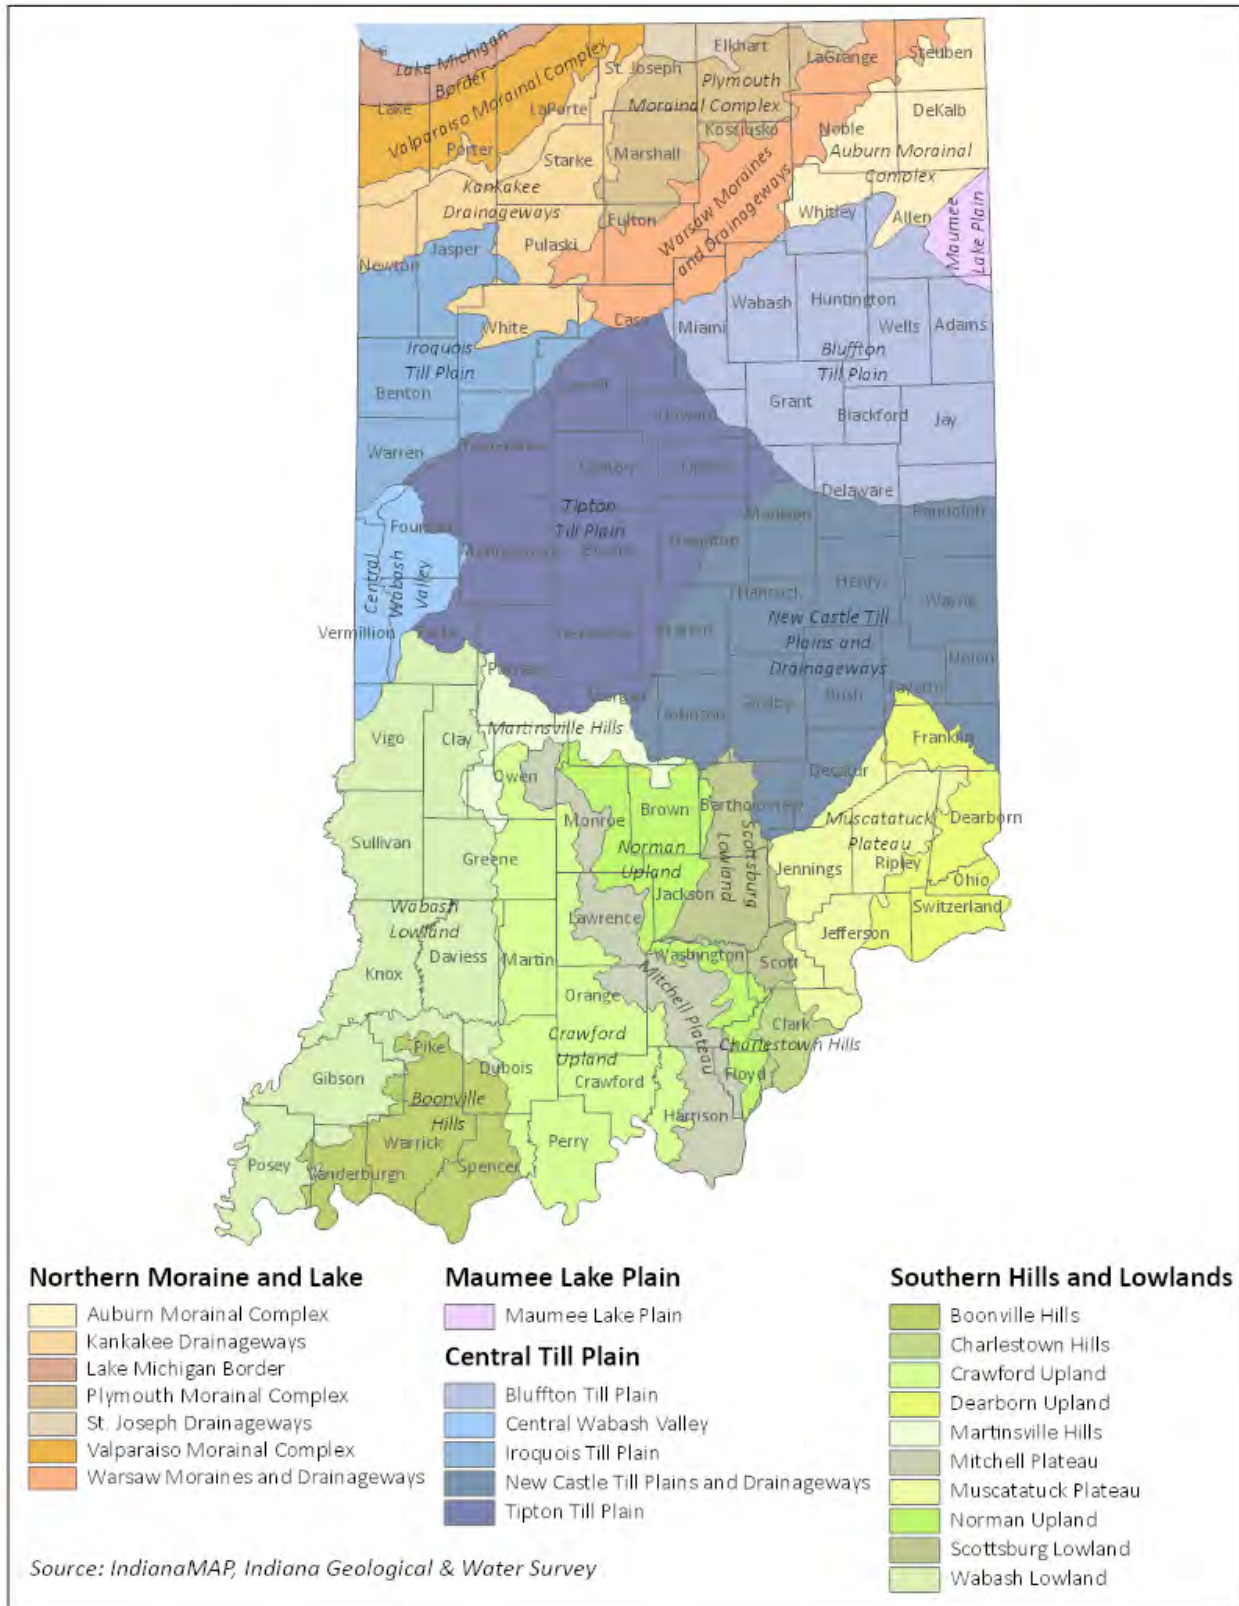 Lake Michigan
Border
Elkhart
LaGrange
Steuben
St. Joseph
Plymouth
Morainal Complex
Lake
Valparaiso Morainal Complex
LaPorte
DeKalb
Kosciusko
Noble
Porter
Starke
Marshall
Auburn Morainal
Complex
Kankakee
Drainageways
Warsaw Moraines
and Drainageways
Whitley
Allen
Maumee
Lake Plain
Fulton
Pulaski
Jasper
Newton
Wabash
Huntington
White
Cass
Miami
Wells
Adams
Iroquois
Till Plain
Bluffton
Till Plain
Benton
Carroll
Grant
Howard
Blackford
Jay
Warren
Tippecanoe
Clinton
Tipton
Delaware
Tipton
Till Plain
Madison
Randolph
Fountain
Montgomery
Boone
Hamilton
Central
Wabash
Valley
Henry
Hancock
Wayne
New Castle Till
Plains and
Drainageways
Vermillion
Parke
Hendricks
Marion
Union
Putnam
Morgan
Rush
Fayette
Shelby
Johnson
Martinsville Hills
Vigo
Clay
Franklin
Owen
Decatur
Brown
Bartholomew
Monroe
Muscatatuck
Plateau
Dearborn
Sullivan
Greene
Norman
Upland
Scottsburg
Lowland
Jennings
Ripley
Ohio
Jackson
Switzerland
Wabash
Lowland
Lawrence
Jefferson
Daviess
Martin
Washington
Scott
Knox
Orange
Mitchell Plateau
Clark
Crawford
Upland
Charlestown Hills
Pike
Dubois
Gibson
Crawford
Floyd
Boonville
Hills
Harrison
Warrick
Perry
Posey
Vanderburgh
Spencer
Northern Moraine and Lake
Auburn Morainal Complex
Kankakee Drainageways
Lake Michigan Border
Plymouth Morainal Complex
St. Joseph Drainageways
Valparaiso Morainal Complex
Warsaw Moraines and Drainageways
Maumee Lake Plain
Maumee Lake Plain
Central Till Plain
Bluffton Till Plain
Central Wabash Valley
Iroquois Till Plain
New Castle Till Plains and Drainageways
Tipton Till Plain
Southern Hills and Lowlands
Boonville Hills
Charlestown Hills
Crawford Upland
Dearborn Upland
Martinsville Hills
Mitchell Plateau
Muscatatuck Plateau
Norman Upland
Scottsburg Lowland
Wabash Lowland
Source: IndianaMAP, Indiana Geological & Water Survey